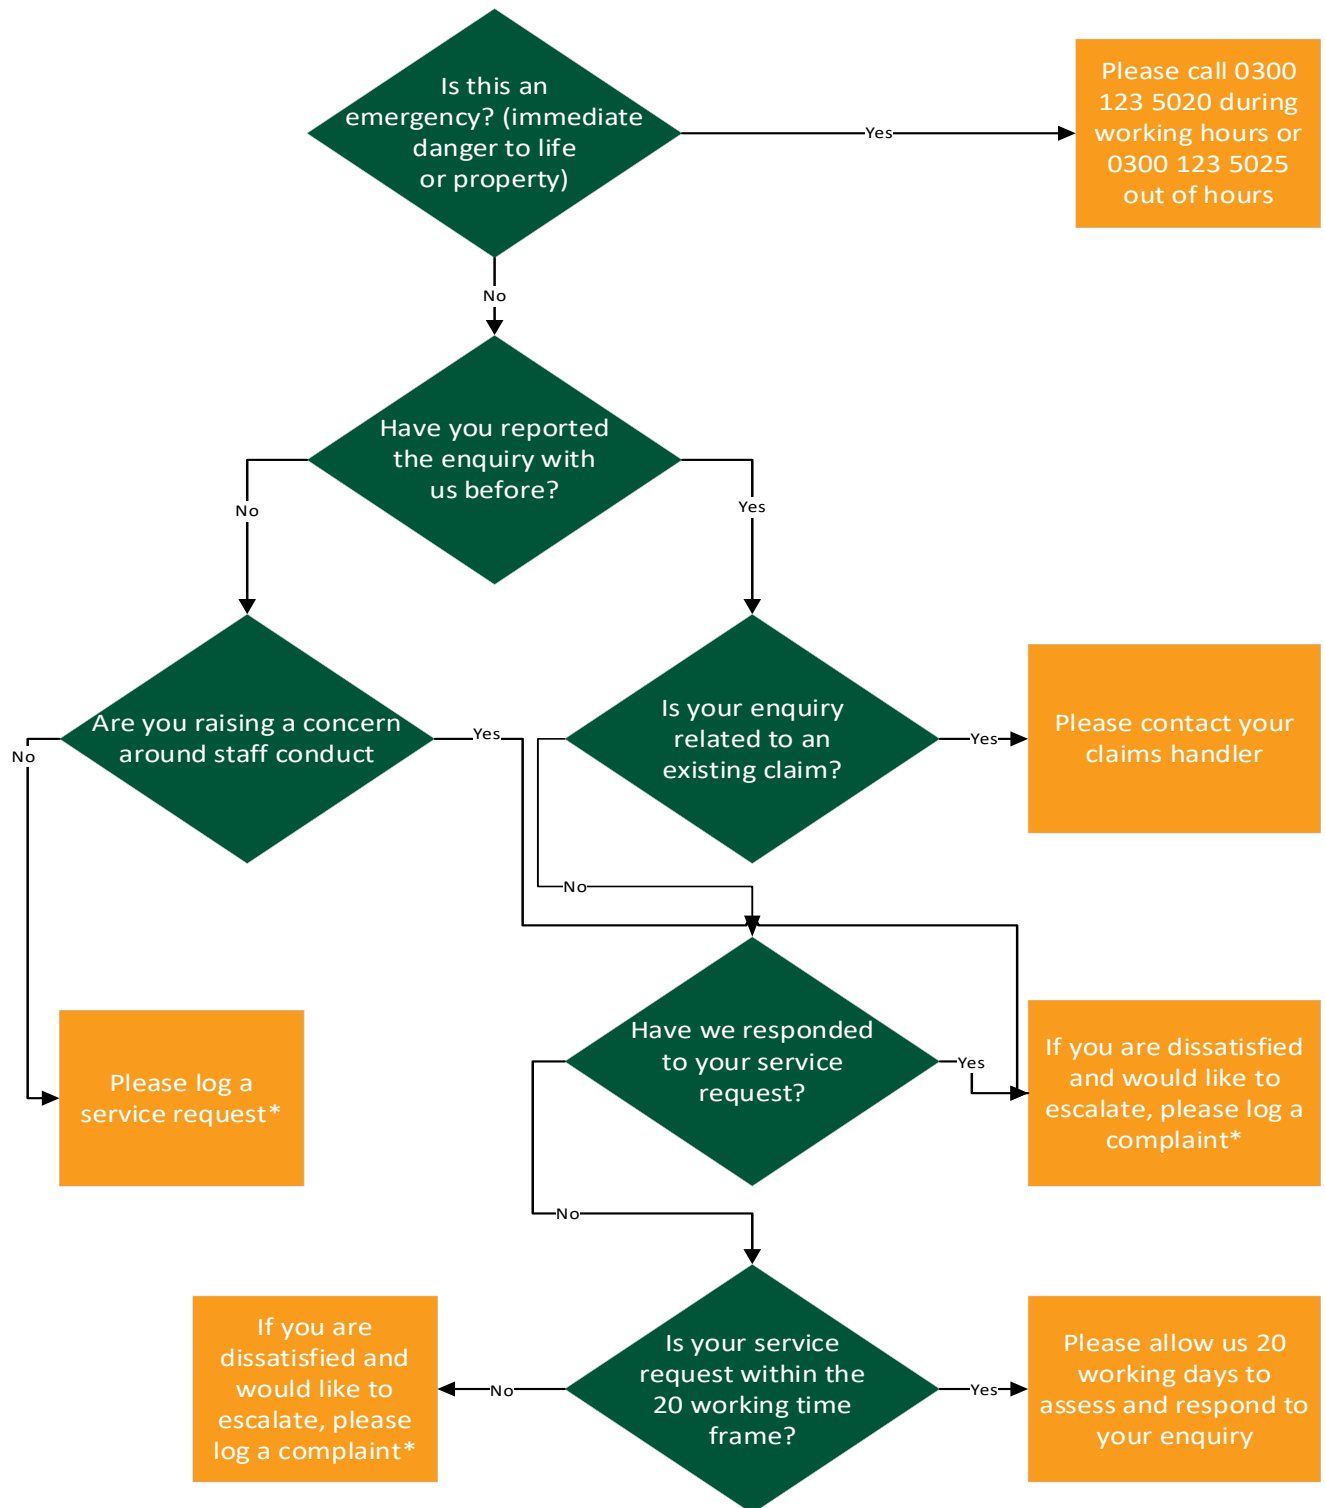 Is this an
emergency? (immediate
danger to life
or property)
Yes
Please call 0300
123 5020 during
working hours or
0300 123 5025
out of hours
No
Have you reported
the enquiry with
us before?
No
Yes
Are you raising a concern
around staff conduct
No
Yes
Is your enquiry
related to an
existing claim?
Yes
Please contact your
claims handler
No
Please log a
service request*
Have we responded
to your service
request?
Yes
If you are dissatisfied
and would like to
escalate, please log a
complaint*
No
If you are
dissatisfied and
would like to
escalate, please
log a complaint*
No
Is your service
request within the
20 working time
frame?
Yes
Please allow us 20
working days to
assess and respond to
your enquiry